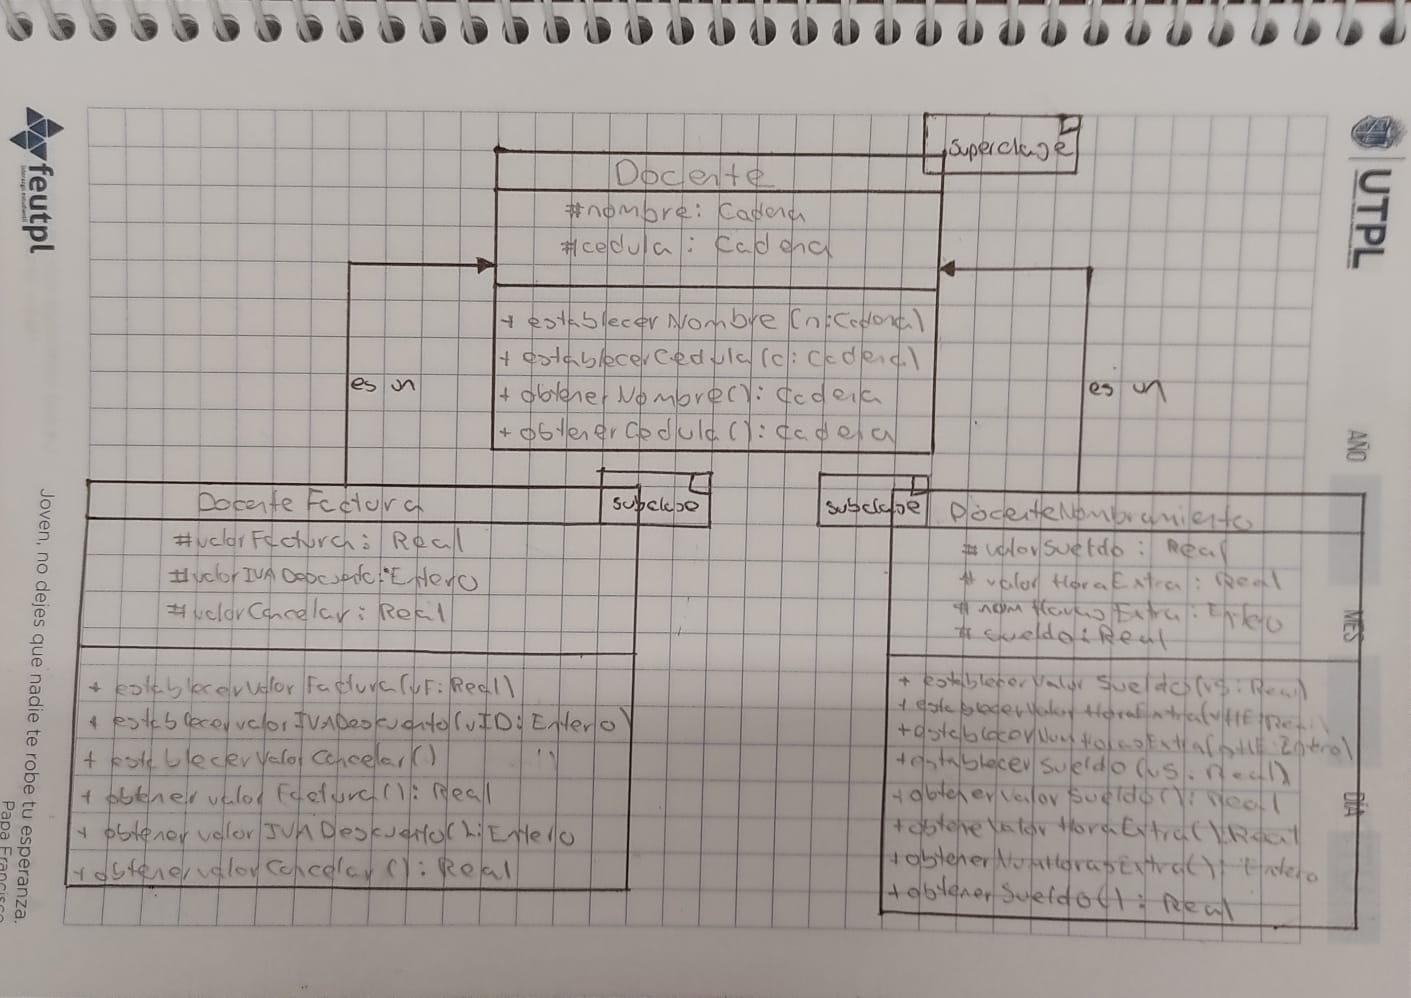 superclase
Docente
#nombre: Cadena
#cedula: Cadena
+ establecerNombre(n:Cadena)
+ establecerCedula(c: Cadena)
+ obtenerNombre(): Cadena
+ obtenerCedula(): Cadena
es un
es un
Docente Factura
subclase
#valorFactura: Real
#valorIVADescuento: Entero
#valorCancelar: Real
+ establecervalorFactura(vF: Real)
+ establecervalorIVADescuento(vID: Entero)
+ establecerValorCancelar()
+ obtenervalorFactura(): Real
+ obtenervalorIVADescuento(): Entero
+ obtenervalorCancelar(): Real
subclase
DocenteNombramiento
# valorSueldo: Real
# valorHoraExtra: Real
# numHorasExtra: Entero
# sueldo: Real
+ establecerValorSueldo(vs: Real)
+ establecerValorHoraExtra(vHE: Real)
+ establecerNumHorasExtra(nHE: Entero)
+ establecerSueldo(vs: Real)
+ obtenerValorSueldo(): Real
+ obtenerValorHoraExtra(): Real
+ obtenerNumHorasExtra(): Entero
+ obtenerSueldo(): Real
feutpl
Joven, no dejes que nadie te robe tu esperanza.
Papa Francisco
UTPL
AÑO
MES
DÍA